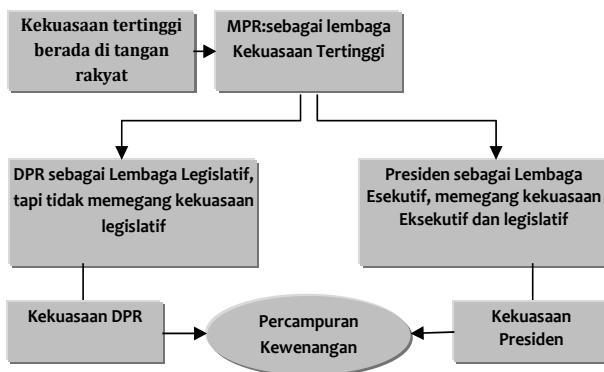 Kekuasaan tertinggi
berada di tangan
rakyat
MPR:sebagai lembaga
Kekuasaan Tertinggi
DPR sebagai Lembaga Legislatif,
tapi tidak memegang kekuasaan
legislatif
Presiden sebagai Lembaga
Esekutif, memegang kekuasaan
Eksekutif dan legislatif
Kekuasaan DPR
Percampuran
Kewenangan
Kekuasaan
Presiden